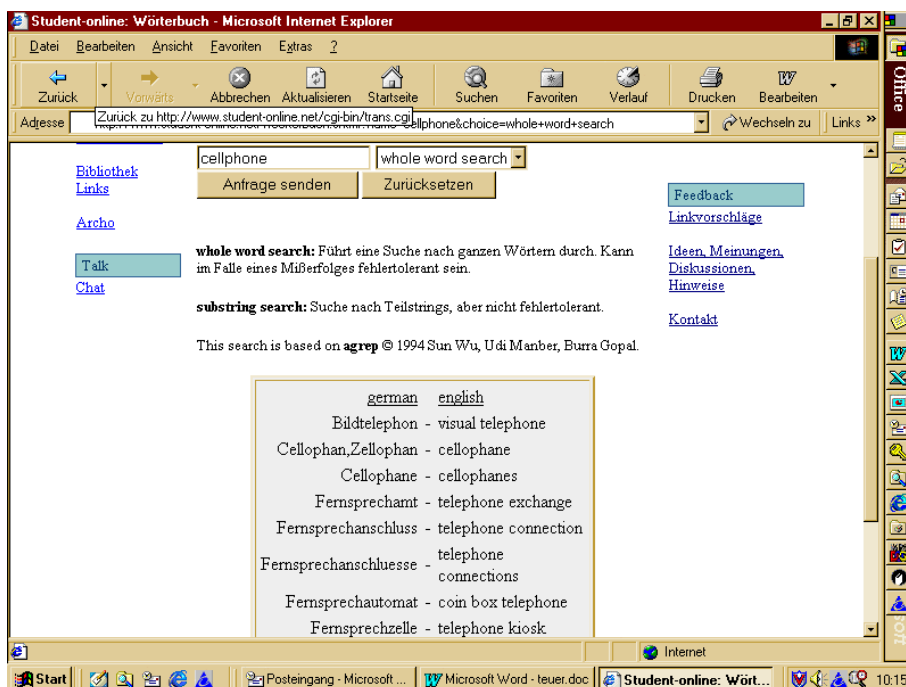 Student-online: Wörterbuch - Microsoft Internet Explorer
Datei Bearbeiten Ansicht Favoriten Extras ?
Zurück Vorwärts Abbrechen Aktualisieren Startseite Suchen Favoriten Verlauf Drucken Bearbeiten
Zurück zu http://www.student-online.net/cgi-bin/trans.cgi
Adresse cellphone&choice=whole+word+search Wechseln zu Links »
Office
cellphone whole word search
Anfrage senden Zurücksetzen
Bibliothek
Links
Archo
Talk
Chat
whole word search: Führt eine Suche nach ganzen Wörtern durch. Kann
im Falle eines Mißerfolges fehlertolerant sein.
substring search: Suche nach Teilstrings, aber nicht fehlertolerant.
This search is based on agrep © 1994 Sun Wu, Udi Manber, Burra Gopal.
Feedback
Linkvorschläge
Ideen, Meinungen,
Diskussionen,
Hinweise
Kontakt
german english
Bildtelephon - visual telephone
Cellophan,Zellophan - cellophane
Cellophane - cellophanes
Fernsprechamt - telephone exchange
Fernsprechanschluss - telephone connection
Fernsprechanschluesse - telephone
connections
Fernsprechautomat - coin box telephone
Fernsprechzelle - telephone kiosk
Internet
Start Posteingang - Microsoft ... Microsoft Word - teuer.doc Student-online: Wört... 10:15